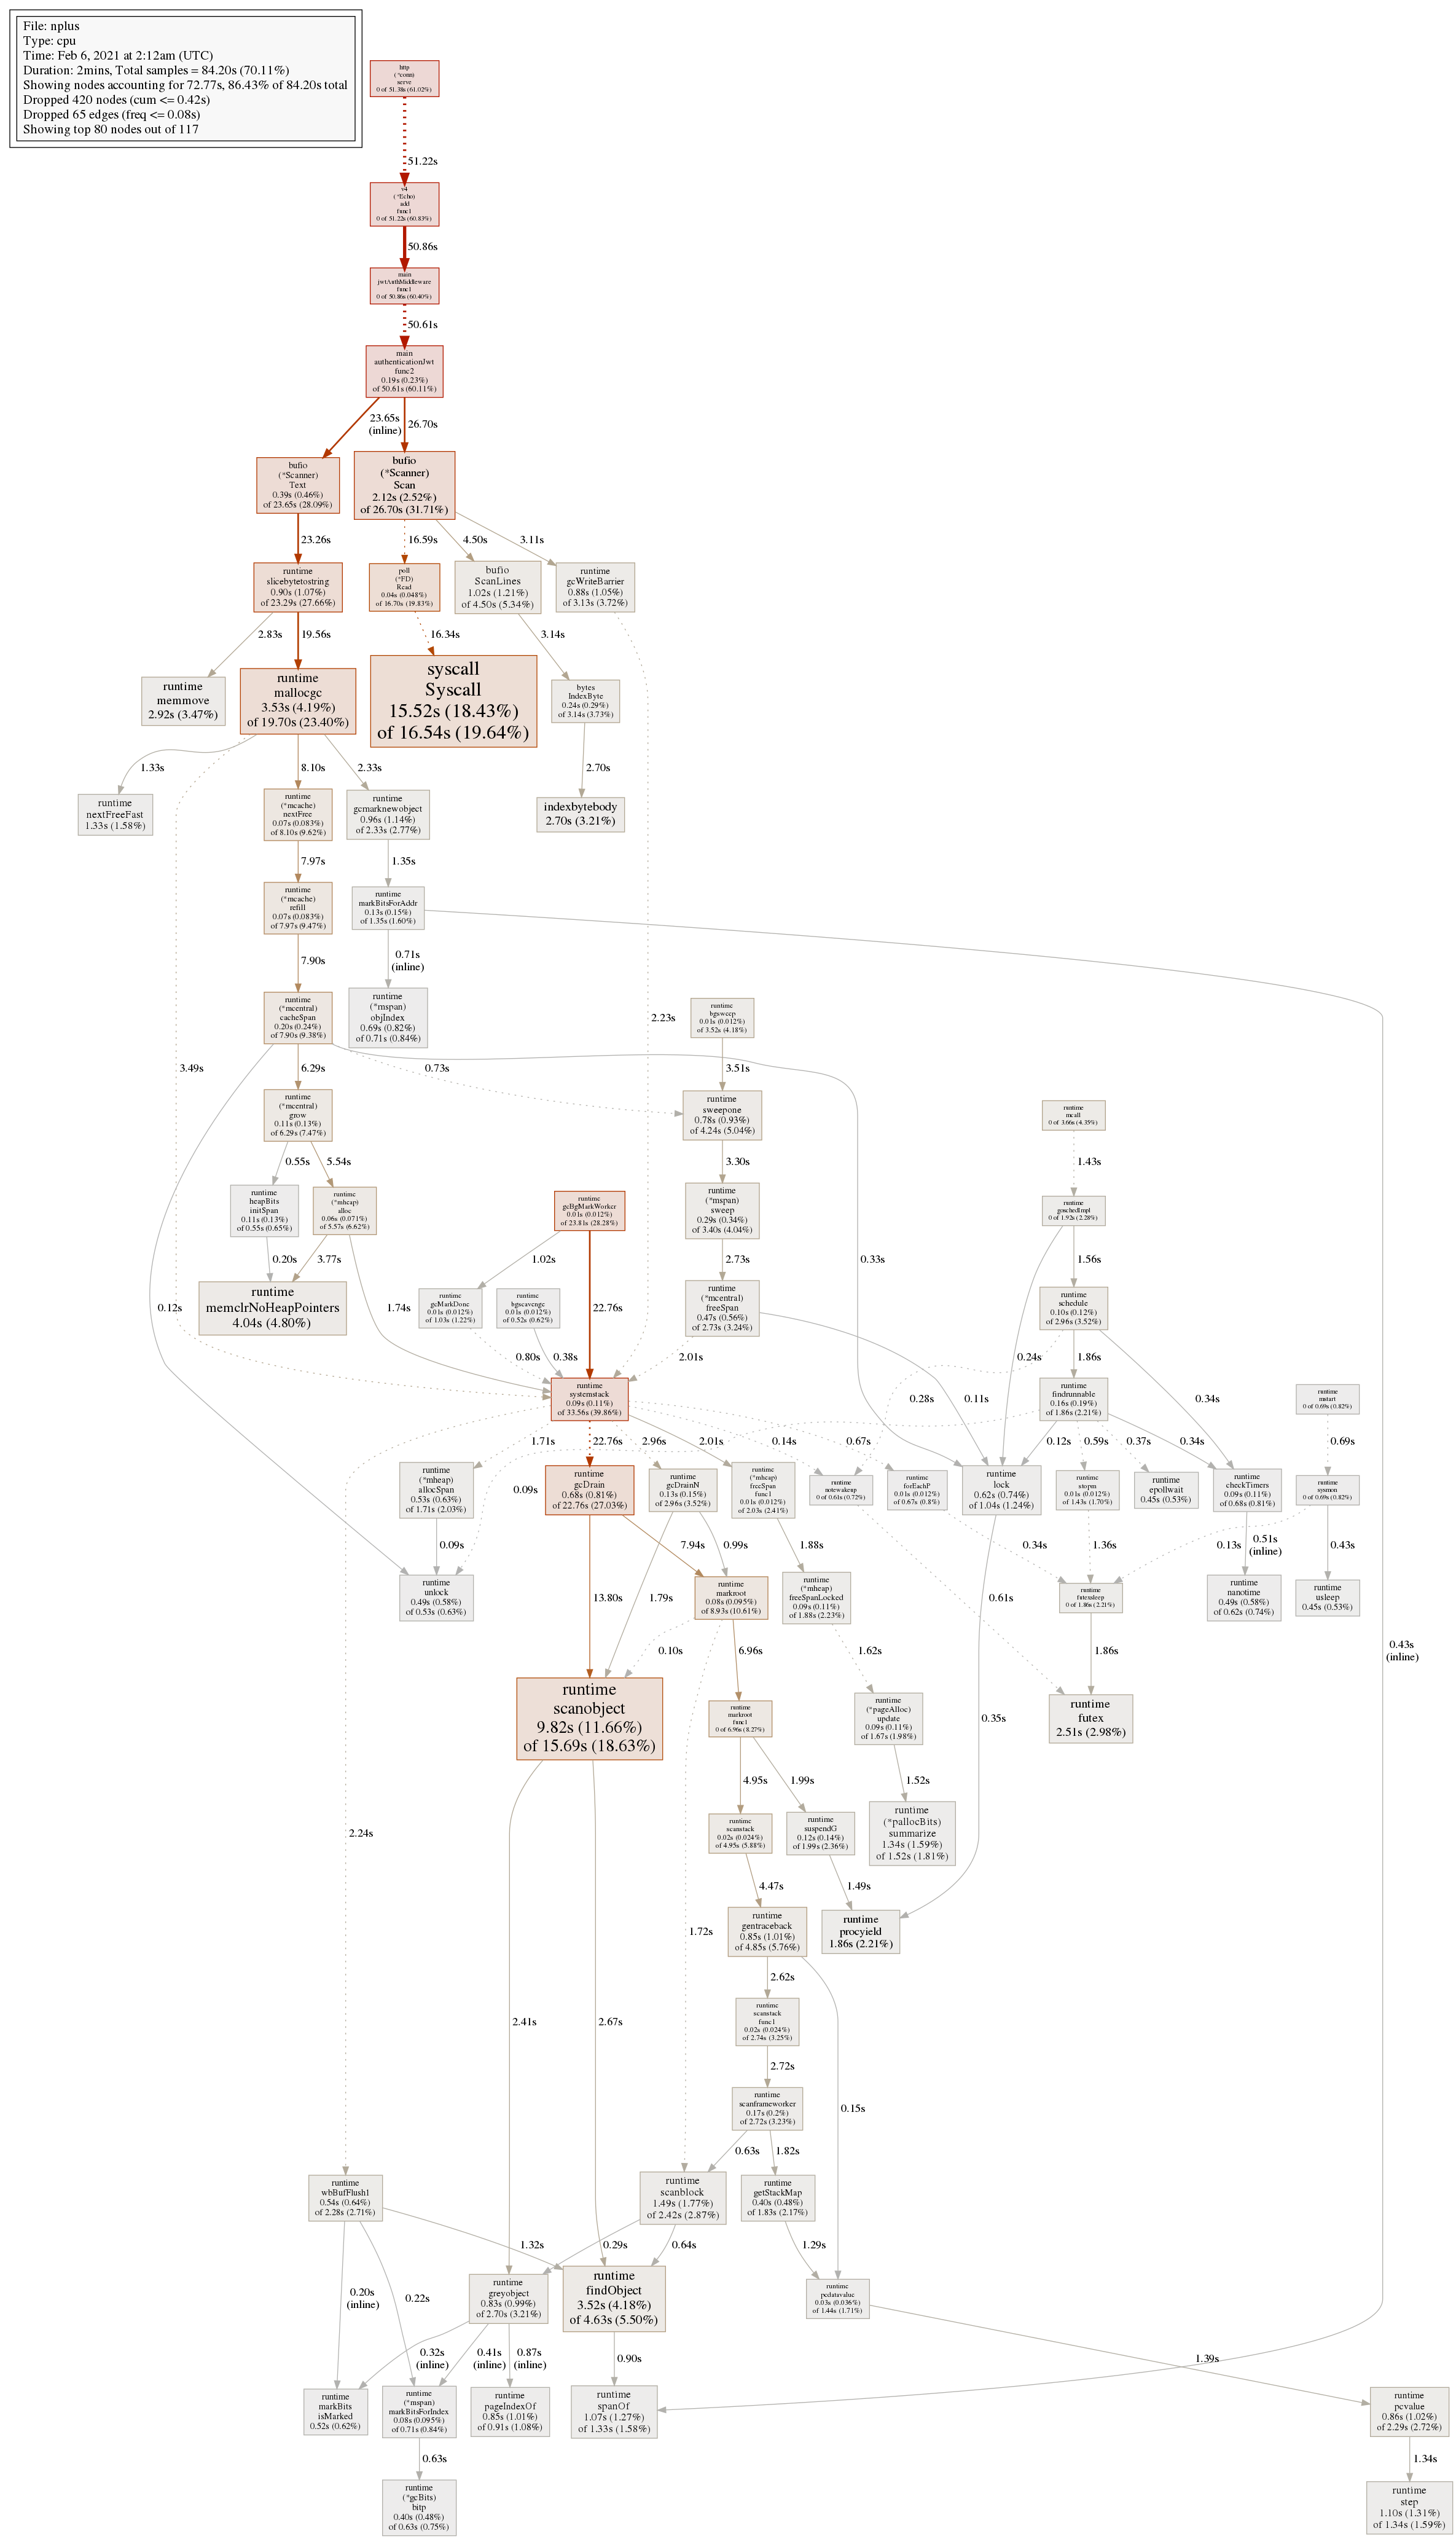 File: nplus
Type: cpu
Time: Feb 6, 2021 at 2:12am (UTC)
Duration: 2mins, Total samples = 84.20s (70.11%)
Showing nodes accounting for 72.77s, 86.43% of 84.20s total
Dropped 420 nodes (cum <= 0.42s)
Dropped 65 edges (freq <= 0.08s)
Showing top 80 nodes out of 117
http
(*conn)
serve
0 of 51.38s (61.02%)
51.22s
v4
(*Echo)
add
func1
0 of 51.22s (60.83%)
50.86s
main
jwtAuthMiddleware
func1
0 of 50.86s (60.40%)
50.61s
main
authenticationJwt
func2
0.19s (0.23%)
of 50.61s (60.11%)
23.65s
(inline)
26.70s
bufio
(*Scanner)
Text
0.39s (0.46%)
of 23.65s (28.09%)
bufio
(*Scanner)
Scan
2.12s (2.52%)
of 26.70s (31.71%)
23.26s
16.59s
4.50s
3.11s
runtime
slicebytetostring
0.90s (1.07%)
of 23.29s (27.66%)
poll
(*FD)
Read
0.04s (0.048%)
of 16.70s (19.83%)
bufio
ScanLines
1.02s (1.21%)
of 4.50s (5.34%)
runtime
gcWriteBarrier
0.88s (1.05%)
of 3.13s (3.72%)
2.83s
19.56s
16.34s
3.14s
runtime
memmove
2.92s (3.47%)
runtime
mallocgc
3.53s (4.19%)
of 19.70s (23.40%)
syscall
Syscall
15.52s (18.43%)
of 16.54s (19.64%)
bytes
IndexByte
0.24s (0.29%)
of 3.14s (3.73%)
1.33s
8.10s
2.33s
2.70s
runtime
nextFreeFast
1.33s (1.58%)
runtime
(*mcache)
nextFree
0.07s (0.083%)
of 8.10s (9.62%)
runtime
gcmarknewobject
0.96s (1.14%)
of 2.33s (2.77%)
indexbytebody
2.70s (3.21%)
7.97s
1.35s
runtime
(*mcache)
refill
0.07s (0.083%)
of 7.97s (9.47%)
runtime
markBitsForAddr
0.13s (0.15%)
of 1.35s (1.60%)
7.90s
0.71s
(inline)
runtime
(*mcentral)
cacheSpan
0.20s (0.24%)
of 7.90s (9.38%)
runtime
(*mspan)
objIndex
0.69s (0.82%)
of 0.71s (0.84%)
2.23s
runtime
bgsweep
0.01s (0.012%)
of 3.52s (4.18%)
3.49s
6.29s
0.73s
3.51s
runtime
(*mcentral)
grow
0.11s (0.13%)
of 6.29s (7.47%)
runtime
sweepone
0.78s (0.93%)
of 4.24s (5.04%)
runtime
mcall
0 of 3.66s (4.35%)
0.55s
5.54s
3.30s
1.43s
runtime
heapBits
initSpan
0.11s (0.13%)
of 0.55s (0.65%)
runtime
(*mheap)
alloc
0.06s (0.071%)
of 5.57s (6.62%)
runtime
gcBgMarkWorker
0.01s (0.012%)
of 23.81s (28.28%)
runtime
(*mspan)
sweep
0.29s (0.34%)
of 3.40s (4.04%)
runtime
goschedImpl
0 of 1.92s (2.28%)
0.20s
3.77s
1.02s
2.73s
0.33s
1.56s
runtime
memclrNoHeapPointers
4.04s (4.80%)
0.12s
1.74s
runtime
gcMarkDone
0.01s (0.012%)
of 1.03s (1.22%)
runtime
bgscavenge
0.01s (0.012%)
of 0.52s (0.62%)
22.76s
runtime
(*mcentral)
freeSpan
0.47s (0.56%)
of 2.73s (3.24%)
runtime
schedule
0.10s (0.12%)
of 2.96s (3.52%)
0.80s
0.38s
2.01s
0.24s
1.86s
runtime
systemstack
0.09s (0.11%)
of 33.56s (39.86%)
0.28s
0.11s
runtime
findrunnable
0.16s (0.19%)
of 1.86s (2.21%)
0.34s
runtime
mstart
0 of 0.69s (0.82%)
1.71s
22.76s
2.96s
2.01s
0.14s
0.67s
0.12s
0.59s
0.37s
0.34s
0.69s
runtime
(*mheap)
allocSpan
0.53s (0.63%)
of 1.71s (2.03%)
0.09s
runtime
gcDrain
0.68s (0.81%)
of 22.76s (27.03%)
runtime
gcDrainN
0.13s (0.15%)
of 2.96s (3.52%)
runtime
(*mheap)
freeSpan
func1
0.01s (0.012%)
of 2.03s (2.41%)
runtime
notewakeup
0 of 0.61s (0.72%)
runtime
forEachP
0.01s (0.012%)
of 0.67s (0.8%)
runtime
lock
0.62s (0.74%)
of 1.04s (1.24%)
runtime
stopm
0.01s (0.012%)
of 1.43s (1.70%)
runtime
epollwait
0.45s (0.53%)
runtime
checkTimers
0.09s (0.11%)
of 0.68s (0.81%)
runtime
sysmon
0 of 0.69s (0.82%)
0.09s
7.94s
0.99s
1.88s
0.34s
1.36s
0.13s
0.51s
(inline)
0.43s
runtime
unlock
0.49s (0.58%)
of 0.53s (0.63%)
13.80s
1.79s
runtime
markroot
0.08s (0.095%)
of 8.93s (10.61%)
runtime
(*mheap)
freeSpanLocked
0.09s (0.11%)
of 1.88s (2.23%)
0.61s
runtime
futexsleep
0 of 1.86s (2.21%)
runtime
nanotime
0.49s (0.58%)
of 0.62s (0.74%)
runtime
usleep
0.45s (0.53%)
0.10s
6.96s
1.62s
1.86s
0.43s
(inline)
runtime
scanobject
9.82s (11.66%)
of 15.69s (18.63%)
runtime
markroot
func1
0 of 6.96s (8.27%)
runtime
(*pageAlloc)
update
0.09s (0.11%)
of 1.67s (1.98%)
0.35s
runtime
futex
2.51s (2.98%)
4.95s
1.99s
1.52s
2.24s
runtime
scanstack
0.02s (0.024%)
of 4.95s (5.88%)
runtime
suspendG
0.12s (0.14%)
of 1.99s (2.36%)
runtime
(*pallocBits)
summarize
1.34s (1.59%)
of 1.52s (1.81%)
4.47s
1.49s
1.72s
runtime
gentraceback
0.85s (1.01%)
of 4.85s (5.76%)
runtime
procyield
1.86s (2.21%)
2.62s
2.41s
2.67s
runtime
scanstack
func1
0.02s (0.024%)
of 2.74s (3.25%)
2.72s
runtime
scanframeworker
0.17s (0.2%)
of 2.72s (3.23%)
0.15s
0.63s
1.82s
runtime
wbBufFlush1
0.54s (0.64%)
of 2.28s (2.71%)
runtime
scanblock
1.49s (1.77%)
of 2.42s (2.87%)
runtime
getStackMap
0.40s (0.48%)
of 1.83s (2.17%)
1.32s
0.29s
0.64s
1.29s
0.20s
(inline)
0.22s
runtime
greyobject
0.83s (0.99%)
of 2.70s (3.21%)
runtime
findObject
3.52s (4.18%)
of 4.63s (5.50%)
runtime
pcdatavalue
0.03s (0.036%)
of 1.44s (1.71%)
0.32s
(inline)
0.41s
(inline)
0.87s
(inline)
0.90s
1.39s
runtime
markBits
isMarked
0.52s (0.62%)
runtime
(*mspan)
markBitsForIndex
0.08s (0.095%)
of 0.71s (0.84%)
runtime
pageIndexOf
0.85s (1.01%)
of 0.91s (1.08%)
runtime
spanOf
1.07s (1.27%)
of 1.33s (1.58%)
runtime
pcvalue
0.86s (1.02%)
of 2.29s (2.72%)
0.63s
1.34s
runtime
(*gcBits)
bitp
0.40s (0.48%)
of 0.63s (0.75%)
runtime
step
1.10s (1.31%)
of 1.34s (1.59%)